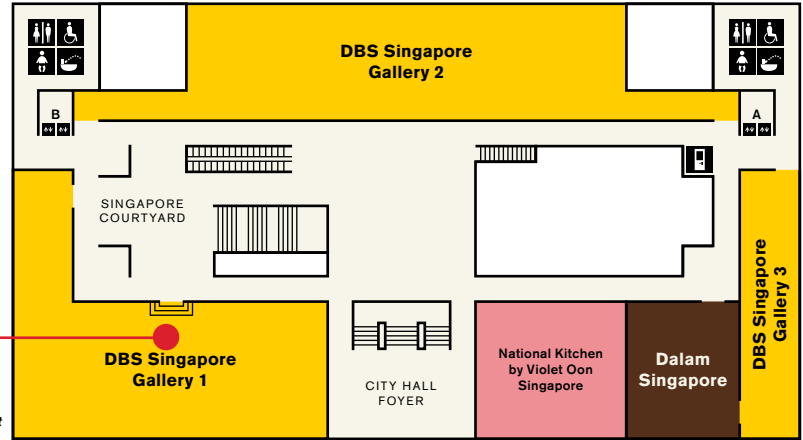 DBS Singapore
Gallery 2
B
A
SINGAPORE
COURTYARD
DBS Singapore
Gallery 3
DBS Singapore
Gallery 1
CITY HALL
FOYER
National Kitchen
by Violet Oon
Singapore
Dalam
Singapore